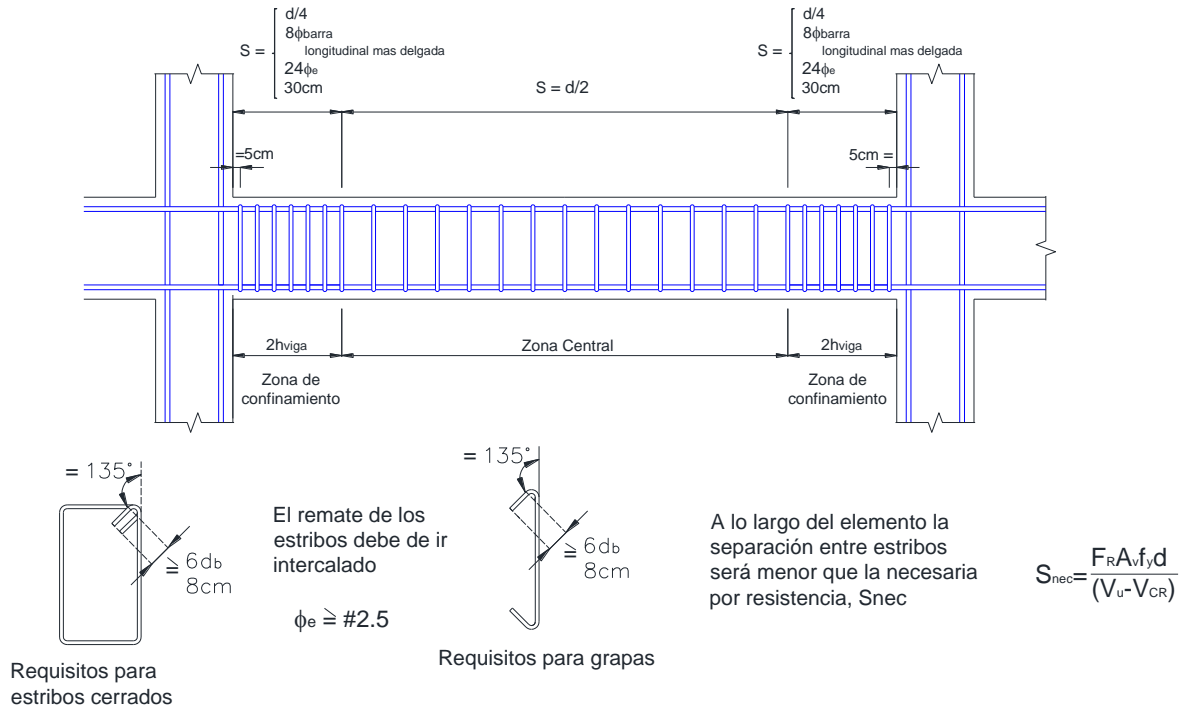 S =
d/4
8ϕbarra
longitudinal mas delgada
24ϕe
30cm
S = d/2
S =
d/4
8ϕbarra
longitudinal mas delgada
24ϕe
30cm
=5cm
5cm =
2hviga
Zona Central
2hviga
Zona de
confinamiento
Zona de
confinamiento
= 135°
≧ 6db
8cm
Requisitos para
estribos cerrados
El remate de los
estribos debe de ir
intercalado
ϕe ≧ #2.5
= 135°
≧ 6db
8cm
Requisitos para grapas
A lo largo del elemento la
separación entre estribos
será menor que la necesaria
por resistencia, Snec
Snec= FRAvfyd
(Vu-VCR)